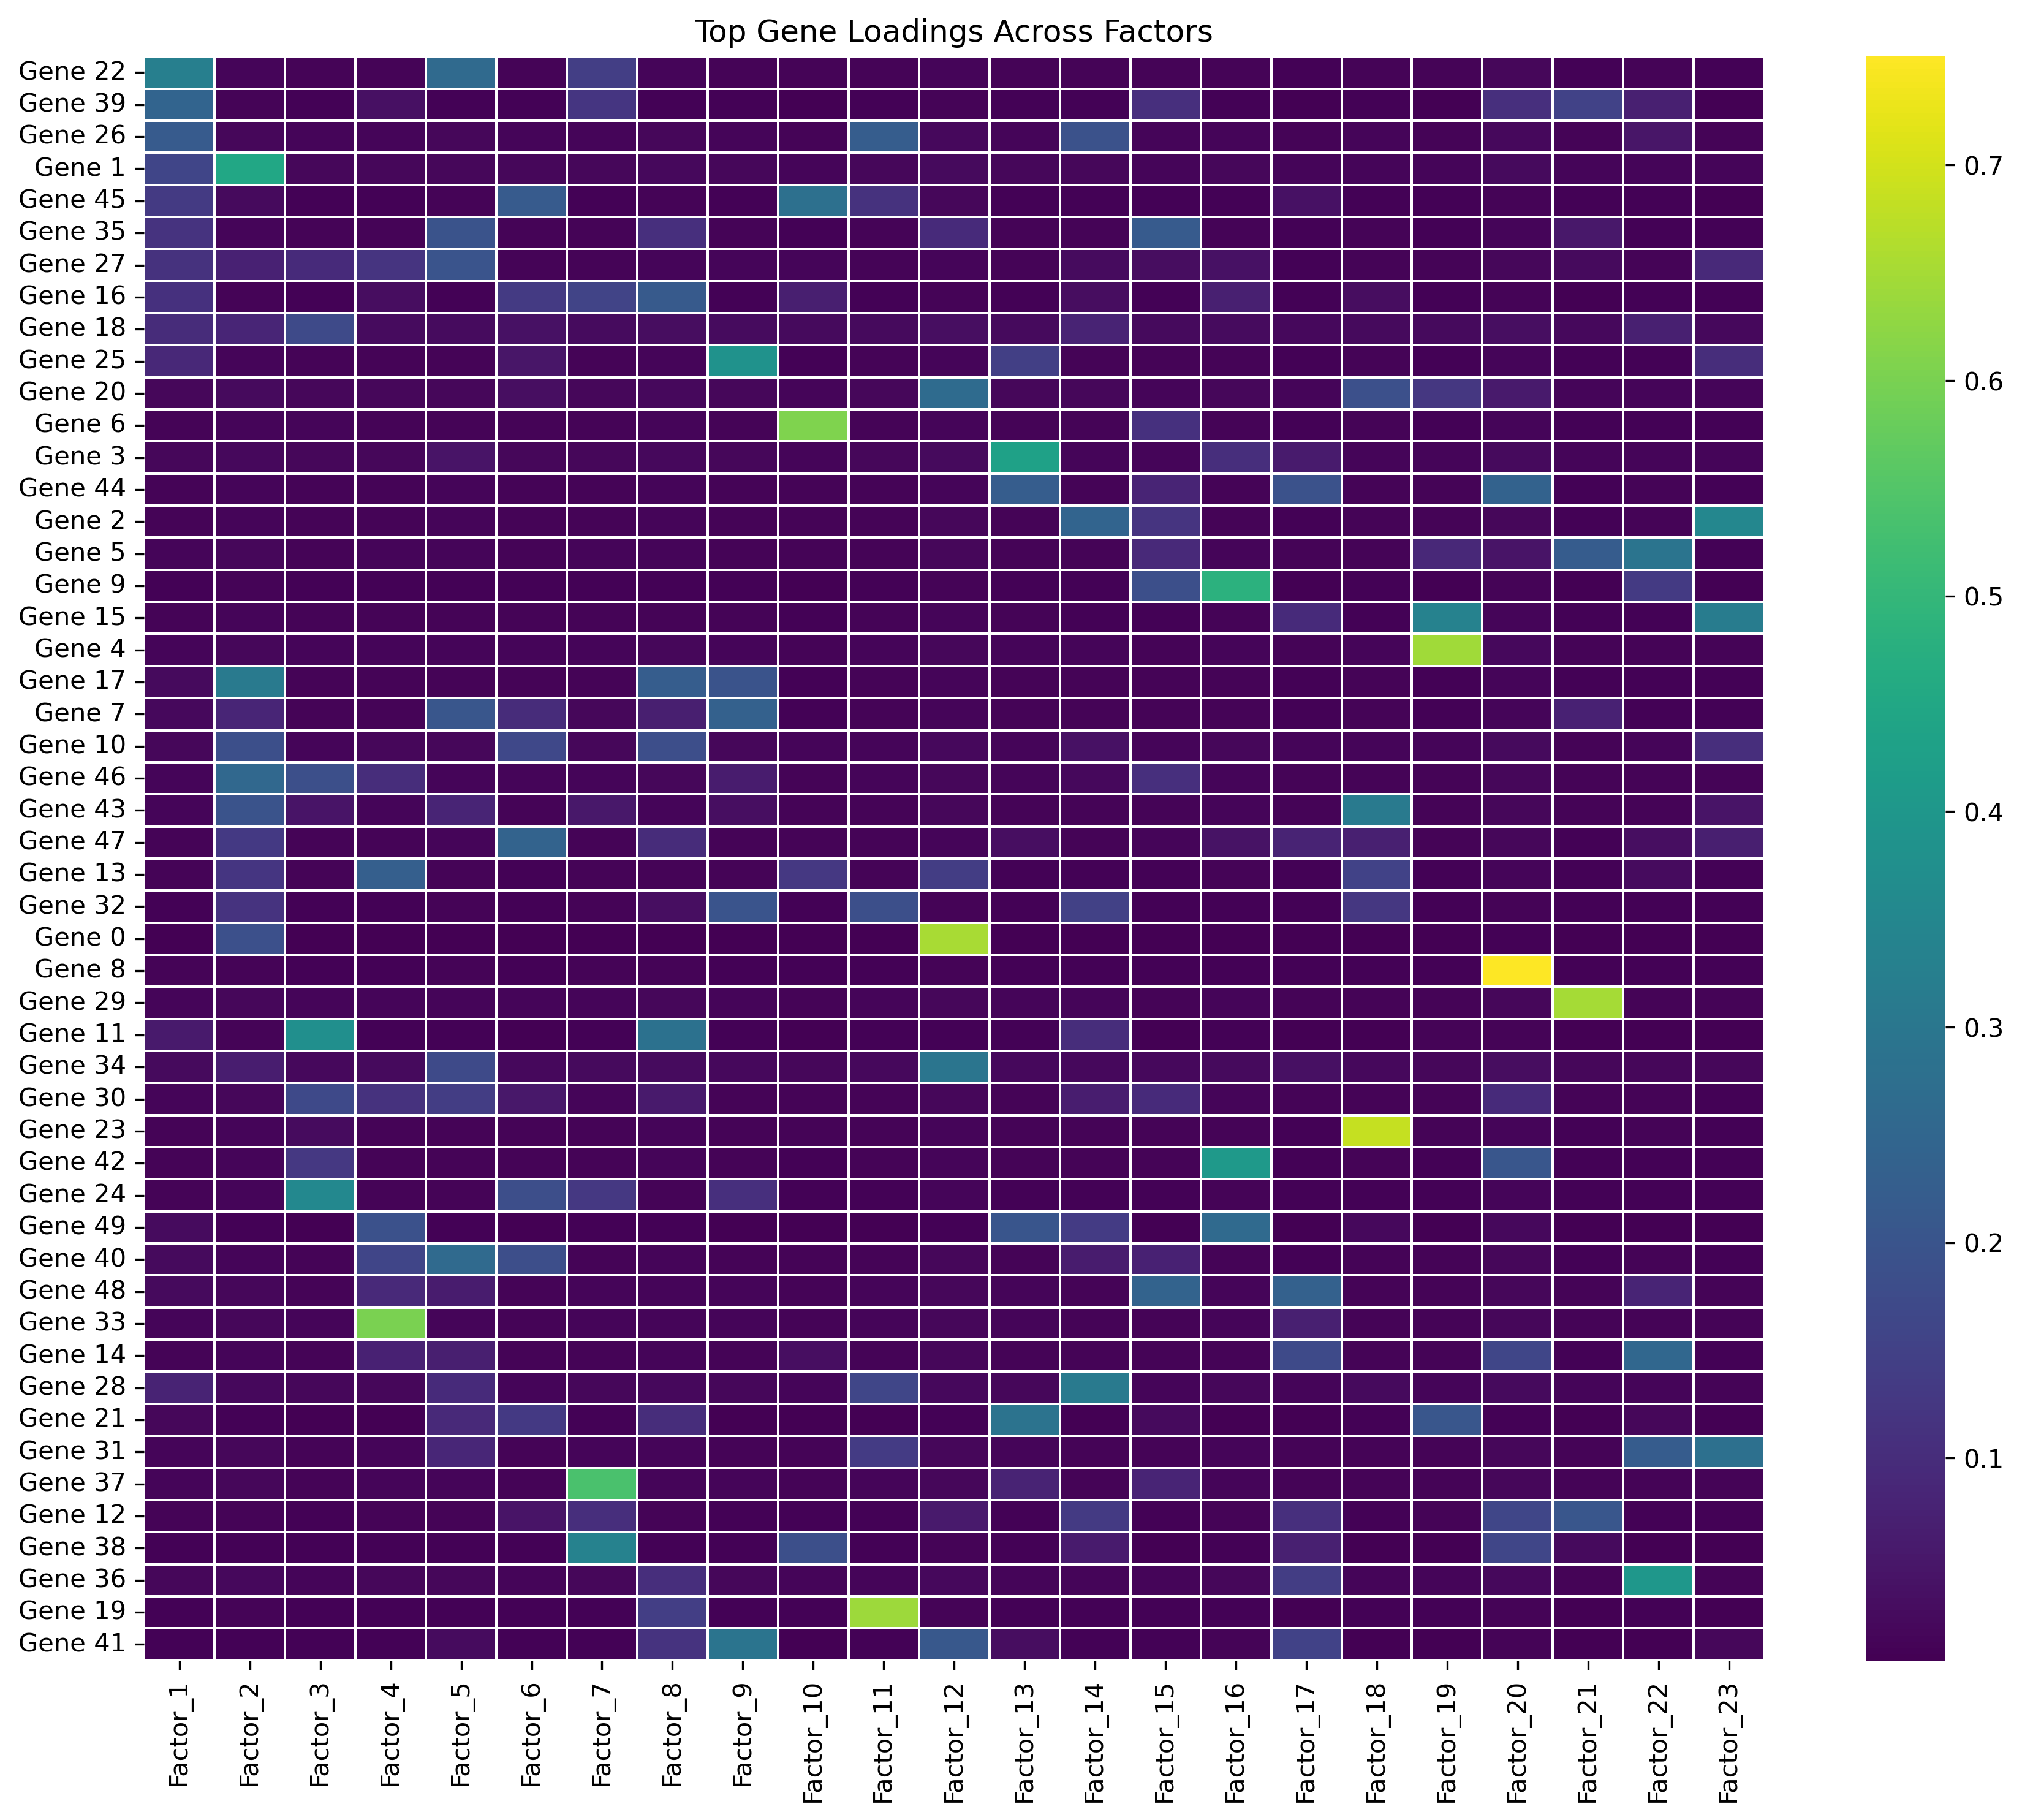 Top Gene Loadings Across Factors
Gene 22
Gene 39
Gene 26
Gene 1
Gene 45
Gene 35
Gene 27
Gene 16
Gene 18
Gene 25
Gene 20
Gene 6
Gene 3
Gene 44
Gene 2
Gene 5
Gene 9
Gene 15
Gene 4
Gene 17
Gene 7
Gene 10
Gene 46
Gene 43
Gene 47
Gene 13
Gene 32
Gene 0
Gene 8
Gene 29
Gene 11
Gene 34
Gene 30
Gene 23
Gene 42
Gene 24
Gene 49
Gene 40
Gene 48
Gene 33
Gene 14
Gene 28
Gene 21
Gene 31
Gene 37
Gene 12
Gene 38
Gene 36
Gene 19
Gene 41
Factor_1
Factor_2
Factor_3
Factor_4
Factor_5
Factor_6
Factor_7
Factor_8
Factor_9
Factor_10
Factor_11
Factor_12
Factor_13
Factor_14
Factor_15
Factor_16
Factor_17
Factor_18
Factor_19
Factor_20
Factor_21
Factor_22
Factor_23
0.7
0.6
0.5
0.4
0.3
0.2
0.1